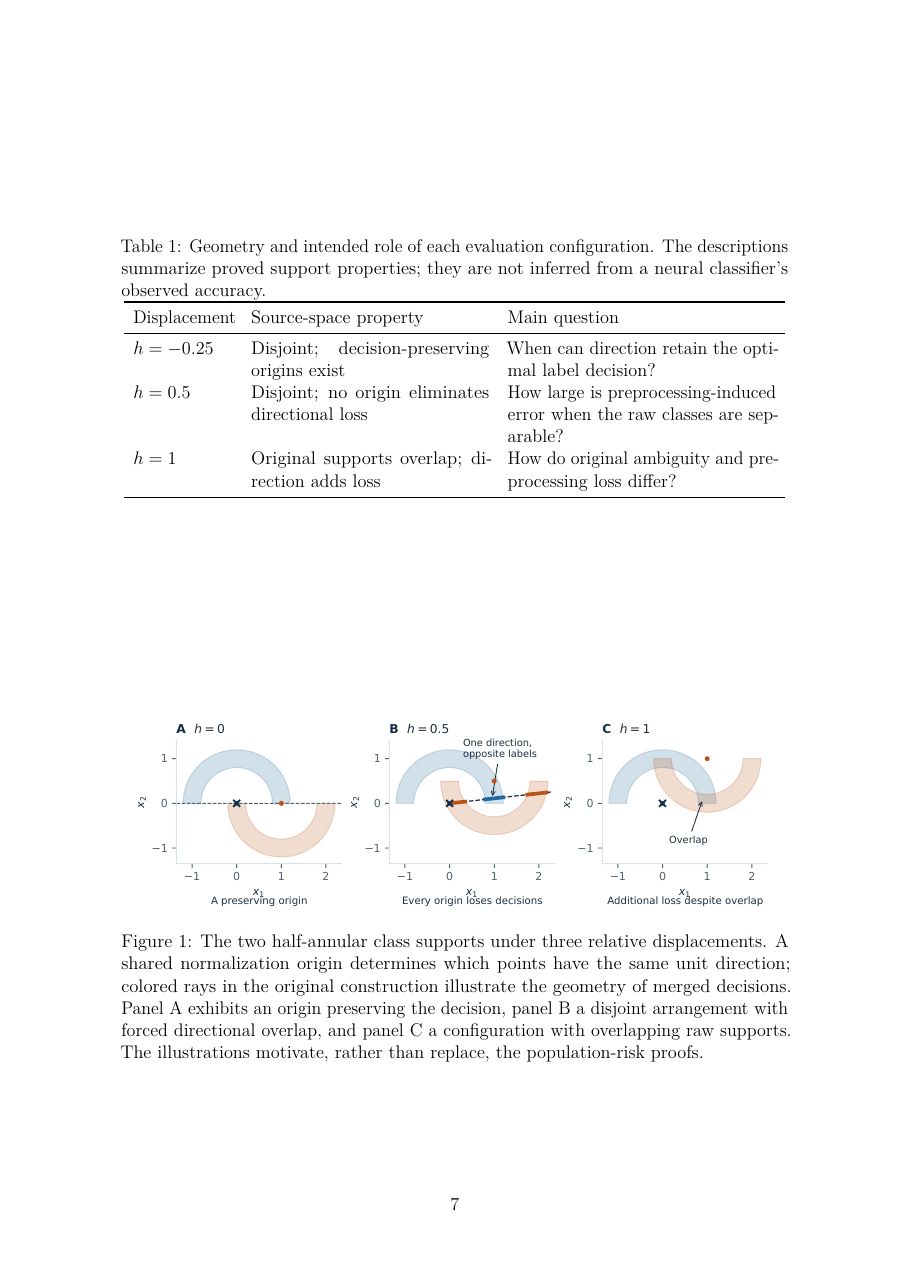 Table 1: Geometry and intended role of each evaluation configuration. The descriptions
summarize proved support properties; they are not inferred from a neural classifier's
observed accuracy.
Displacement Source-space property Main question
h = −0.25 Disjoint; decision-preserving When can direction retain the opti-
origins exist mal label decision?
h = 0.5 Disjoint; no origin eliminates How large is preprocessing-induced
directional loss error when the raw classes are sep-
arable?
h = 1 Original supports overlap; di- How do original ambiguity and pre-
rection adds loss processing loss differ?
A h = 0
1
0
−1
x2
−1 0 1 2
x1
A preserving origin
B h = 0.5
One direction,
opposite labels
1
0
−1
x2
−1 0 1 2
x1
Every origin loses decisions
C h = 1
1
0
−1
x2
Overlap
−1 0 1 2
x1
Additional loss despite overlap
Figure 1: The two half-annular class supports under three relative displacements. A
shared normalization origin determines which points have the same unit direction;
colored rays in the original construction illustrate the geometry of merged decisions.
Panel A exhibits an origin preserving the decision, panel B a disjoint arrangement with
forced directional overlap, and panel C a configuration with overlapping raw supports.
The illustrations motivate, rather than replace, the population-risk proofs.
7